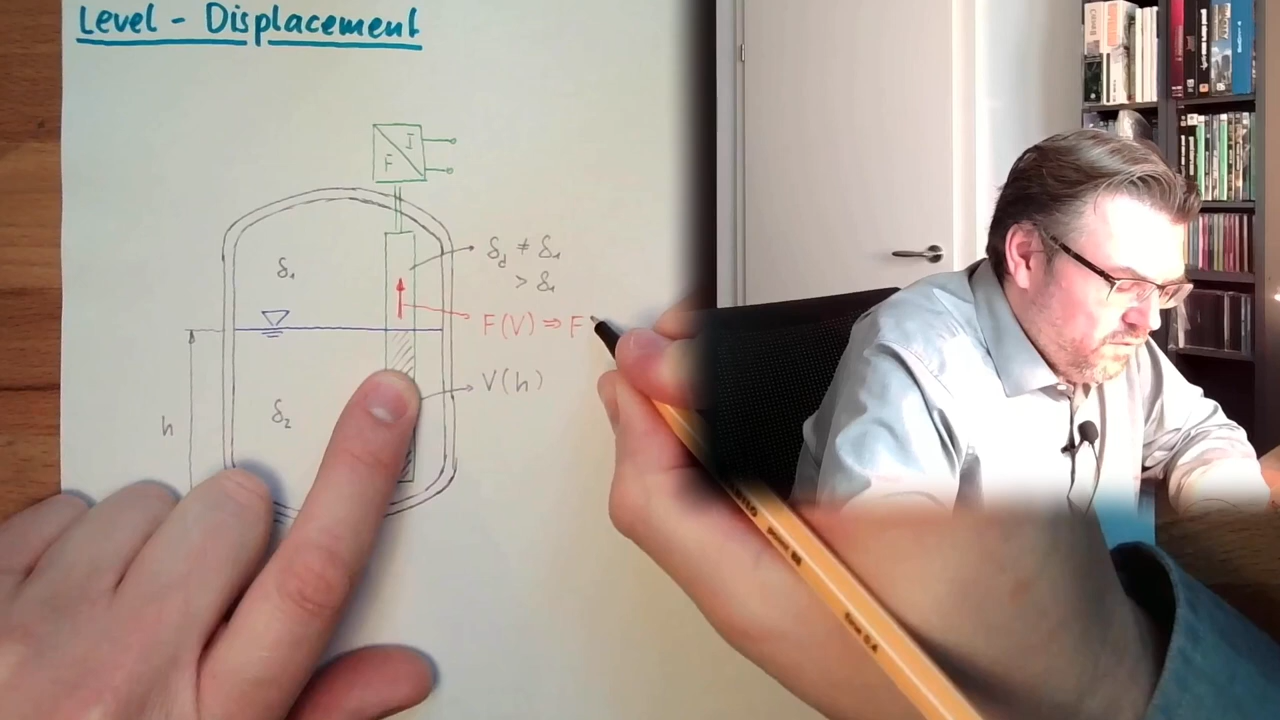 Level - Displacement
I
F
δ₁
δd ≠ δ₁
> δ₁
F(V) ⇒ F
V(h)
h
δ₂